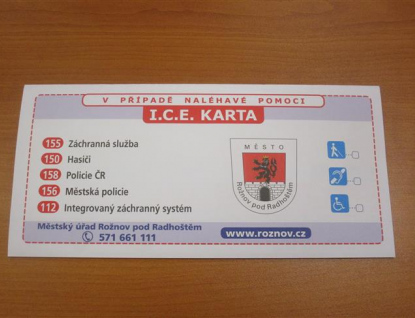 V PŘÍPADĚ NALÉHAVÉ POMOCI
I.C.E. KARTA
155 Záchranná služba
150 Hasiči
158 Policie ČR
156 Městská policie
112 Integrovaný záchranný systém
MĚSTO
Rožnov pod Radhoštěm
Městský úřad Rožnov pod Radhoštěm
571 661 111
www.roznov.cz